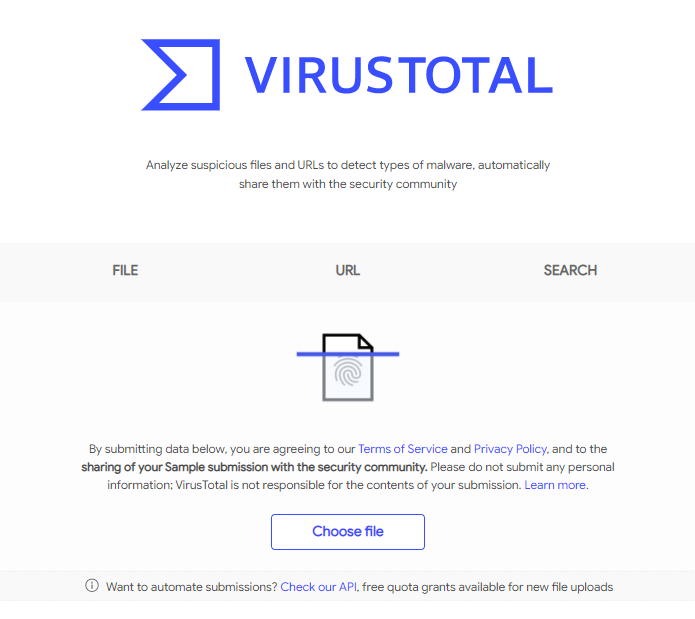 VIRUSTOTAL
Analyze suspicious files and URLs to detect types of malware, automatically
share them with the security community
FILE
URL
SEARCH
By submitting data below, you are agreeing to our Terms of Service and Privacy Policy, and to the
sharing of your Sample submission with the security community. Please do not submit any personal
information; VirusTotal is not responsible for the contents of your submission. Learn more.
Choose file
Want to automate submissions? Check our API, free quota grants available for new file uploads